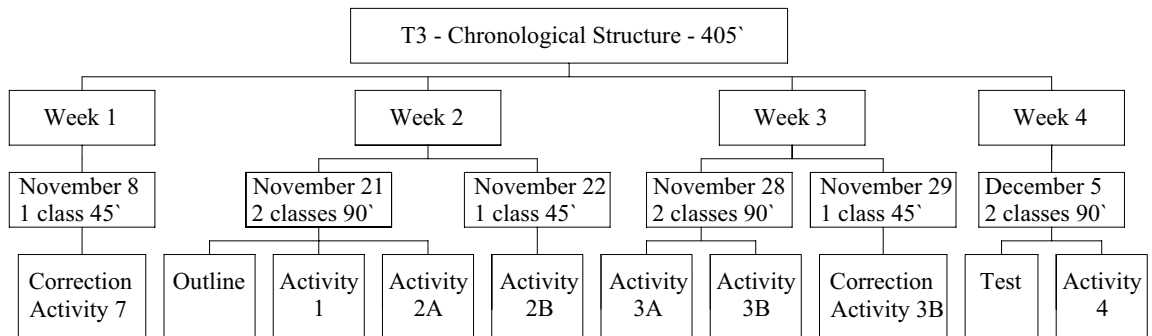 T3 - Chronological Structure - 405`
Week 1
Week 2
Week 3
Week 4
November 8
1 class 45`
November 21
2 classes 90`
November 22
1 class 45`
November 28
2 classes 90`
November 29
1 class 45`
December 5
2 classes 90`
Correction
Activity 7
Outline
Activity
1
Activity
2A
Activity
2B
Activity
3A
Activity
3B
Correction
Activity 3B
Test
Activity
4